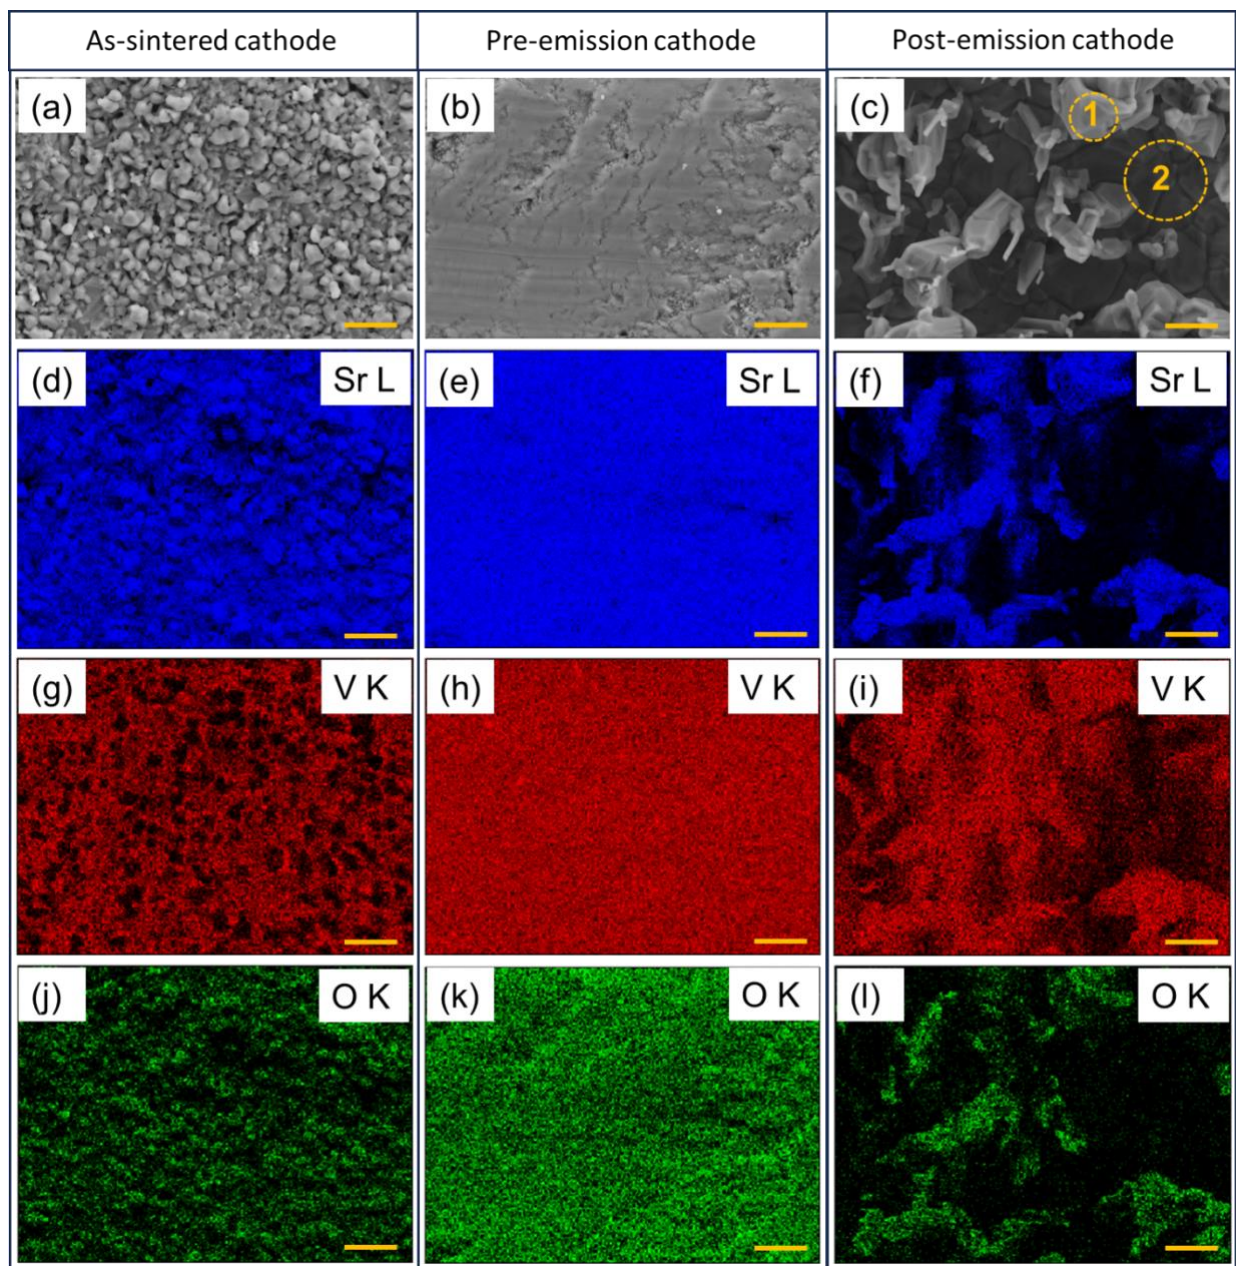 As-sintered cathode
Pre-emission cathode
Post-emission cathode
(a)
(b)
(c)
1
2
(d)
Sr L
(e)
Sr L
(f)
Sr L
(g)
V K
(h)
V K
(i)
V K
(j)
O K
(k)
O K
(l)
O K